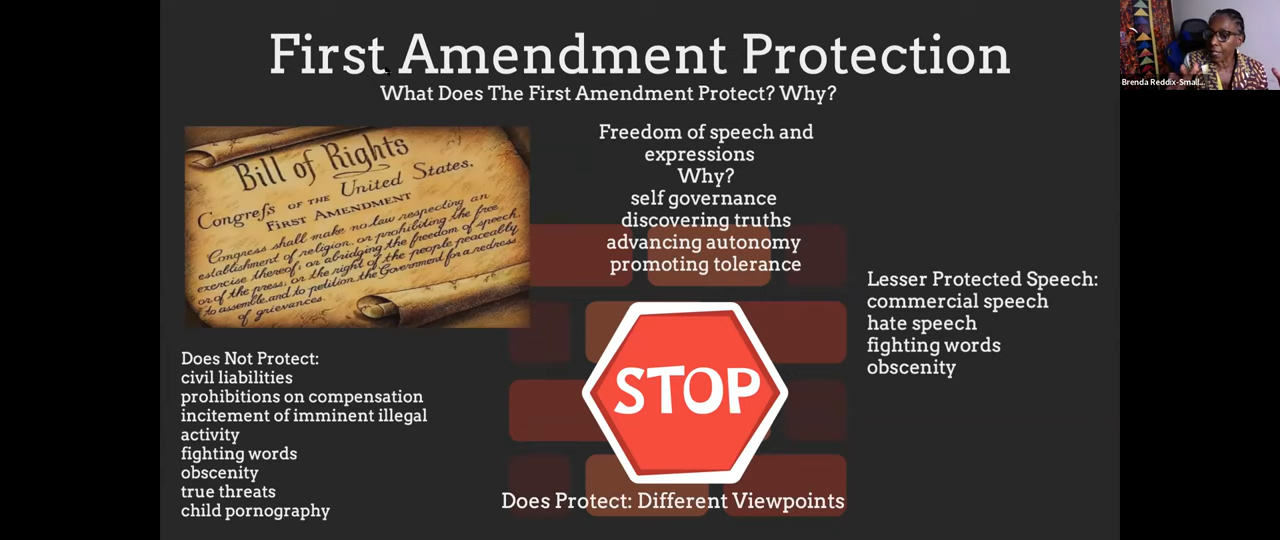 First Amendment Protection
What Does The First Amendment Protect? Why?
Brenda Reddix-Small...
Bill of Rights
Congreſs OF THE United States.
FIRST AMENDMENT
Congress shall make no law respecting an
establishment of religion, or prohibiting the free
exercise thereof; or abridging the freedom of speech,
or of the press; or the right of the people peaceably
to assemble, and to petition the Government for a redress
of grievances.
Freedom of speech and
expressions
Why?
self governance
discovering truths
advancing autonomy
promoting tolerance
Lesser Protected Speech:
commercial speech
hate speech
fighting words
obscenity
STOP
Does Not Protect:
civil liabilities
prohibitions on compensation
incitement of imminent illegal
activity
fighting words
obscenity
true threats
child pornography
Does Protect: Different Viewpoints